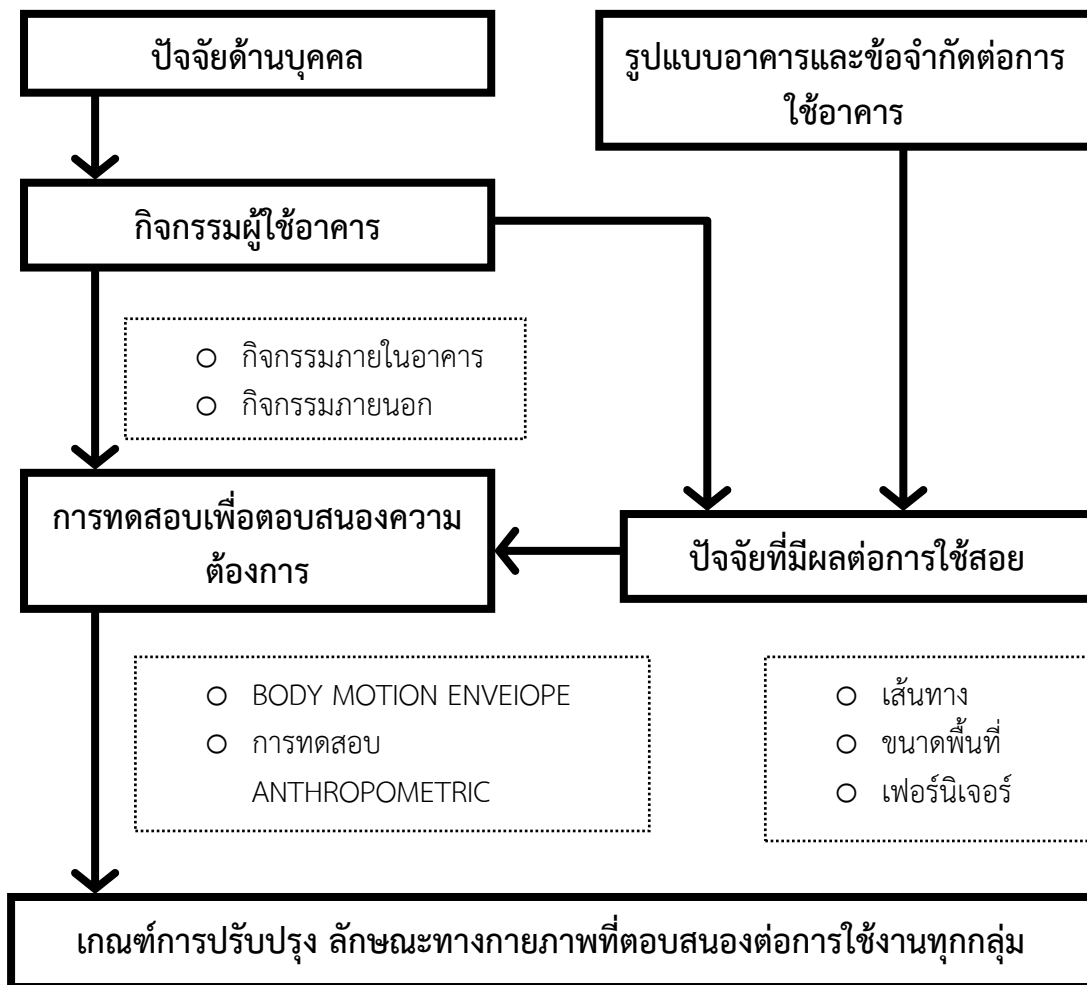 ปัจจัยด้านบุคคล
รูปแบบอาคารและข้อจำกัดต่อการ
ใช้อาคาร
กิจกรรมผู้ใช้อาคาร
○ กิจกรรมภายในอาคาร
○ กิจกรรมภายนอก
การทดสอบเพื่อตอบสนองความ
ต้องการ
ปัจจัยที่มีผลต่อการใช้สอย
○ BODY MOTION ENVEIOPE
○ การทดสอบ
ANTHROPOMETRIC
○ เส้นทาง
○ ขนาดพื้นที่
○ เฟอร์นิเจอร์
เกณฑ์การปรับปรุง ลักษณะทางกายภาพที่ตอบสนองต่อการใช้งานทุกกลุ่ม